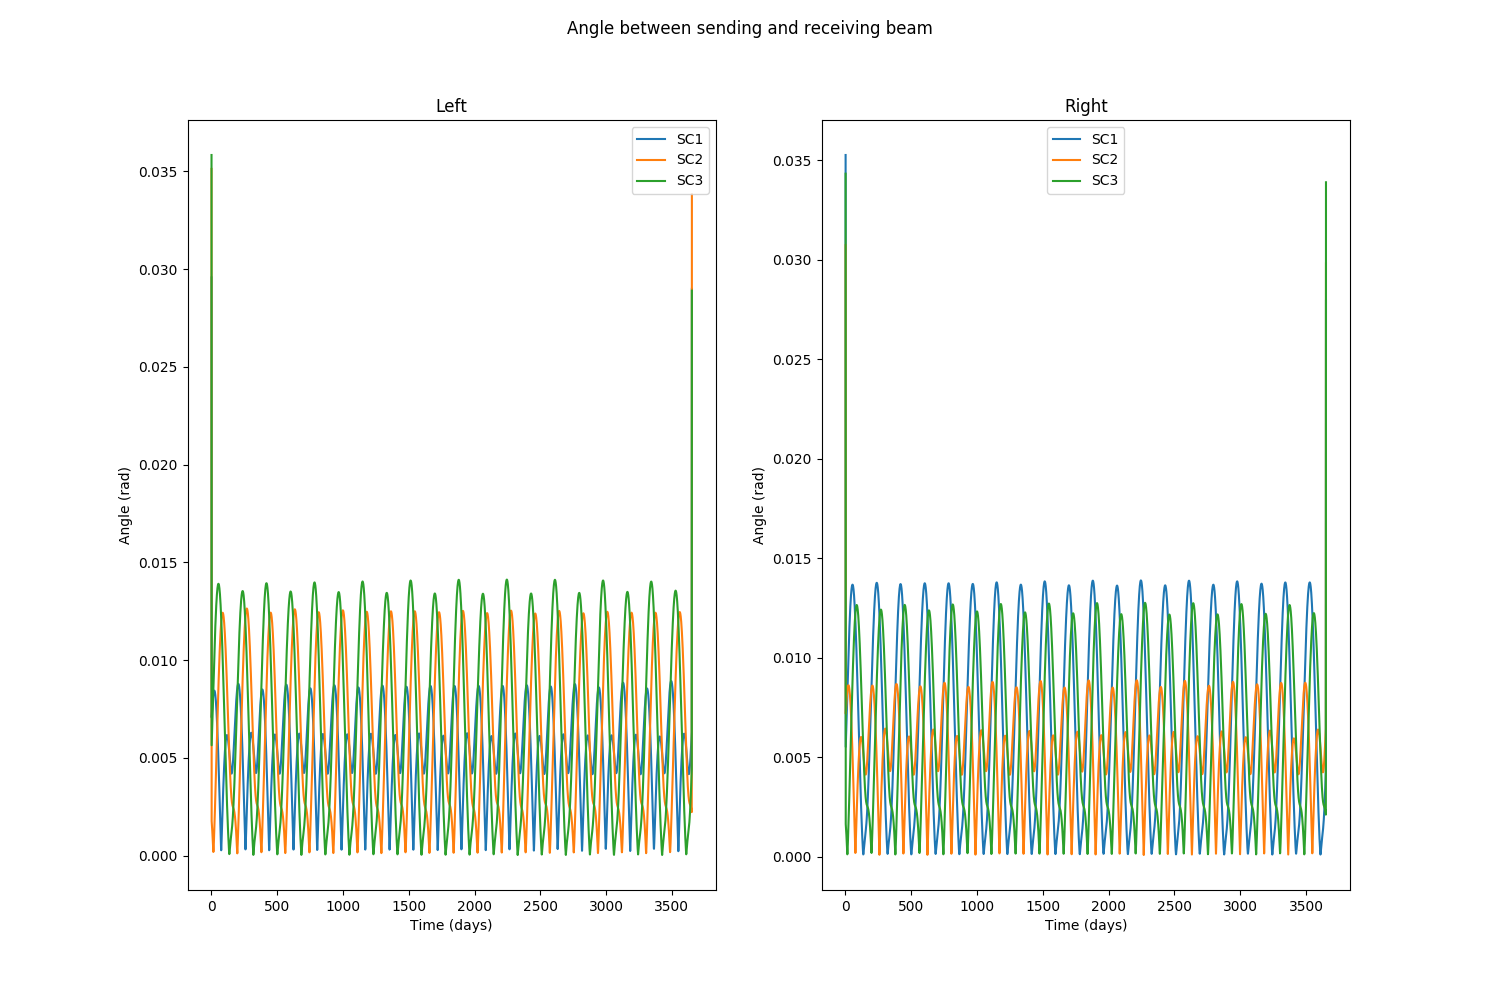 Angle between sending and receiving beam
Left
SC1
SC2
SC3
0.035
0.030
0.025
0.020
0.015
0.010
0.005
0.000
Angle (rad)
0 500 1000 1500 2000 2500 3000 3500
Time (days)
Right
SC1
SC2
SC3
0.035
0.030
0.025
0.020
0.015
0.010
0.005
0.000
Angle (rad)
0 500 1000 1500 2000 2500 3000 3500
Time (days)